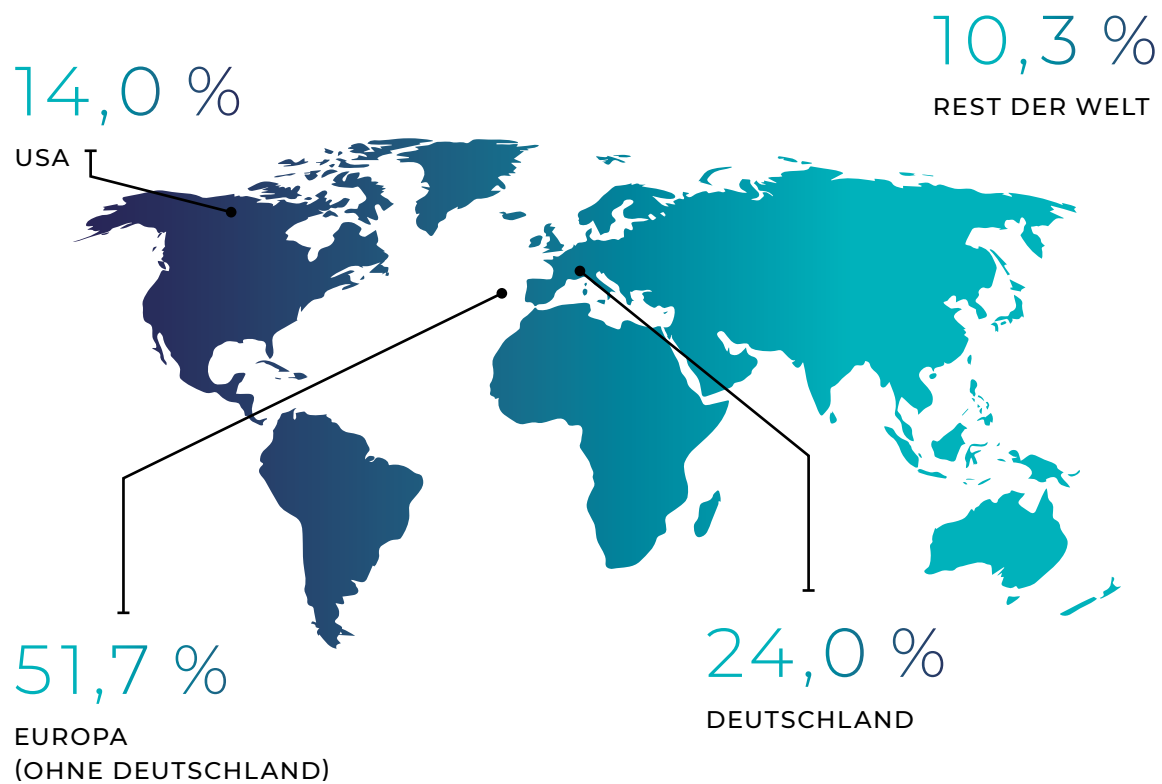 10,3 %
REST DER WELT
14,0 %
USA
51,7 %
EUROPA
(OHNE DEUTSCHLAND)
24,0 %
DEUTSCHLAND